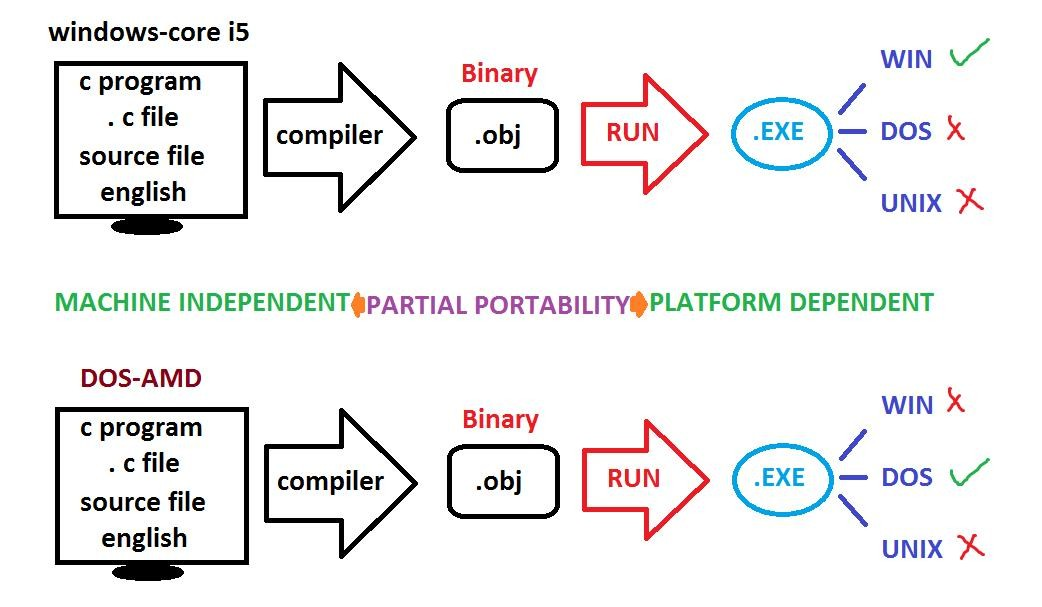 windows-core i5
c program
. c file
source file
english
compiler
Binary
.obj
RUN
.EXE
WIN
DOS
UNIX
MACHINE INDEPENDENT PARTIAL PORTABILITY PLATFORM DEPENDENT
DOS-AMD
c program
. c file
source file
english
compiler
Binary
.obj
RUN
.EXE
WIN
DOS
UNIX